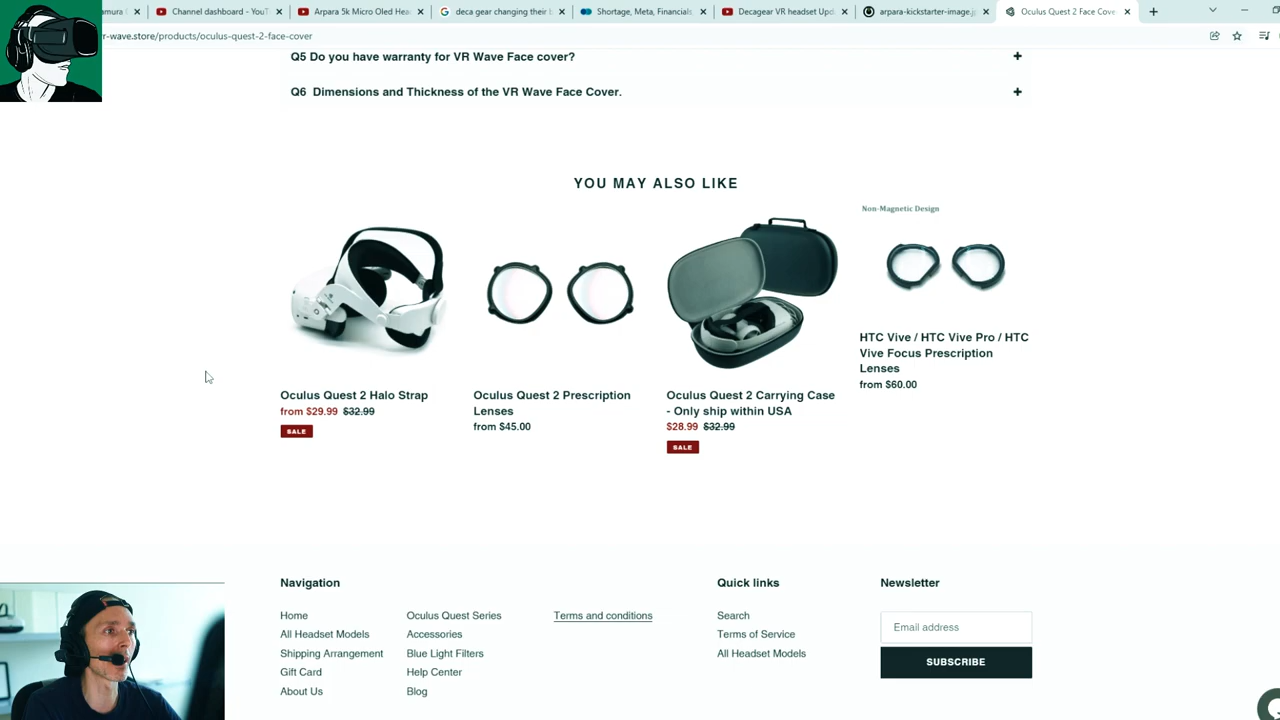 Channel dashboard - YouT
Arpara 5k Micro Oled Hea
deca gear changing their
Shortage, Meta, Financials
Decagear VR headset Upd
arpara-kickstarter-image.j
Oculus Quest 2 Face Cove
r-wave.store/products/oculus-quest-2-face-cover
Q5 Do you have warranty for VR Wave Face cover?
Q6 Dimensions and Thickness of the VR Wave Face Cover.
YOU MAY ALSO LIKE
Non-Magnetic Design
HTC Vive / HTC Vive Pro / HTC
Vive Focus Prescription
Lenses
from $60.00
Oculus Quest 2 Halo Strap
from $29.99 $32.99
SALE
Oculus Quest 2 Prescription
Lenses
from $45.00
Oculus Quest 2 Carrying Case
- Only ship within USA
$28.99 $32.99
SALE
Navigation
Home
All Headset Models
Shipping Arrangement
Gift Card
About Us
Oculus Quest Series
Accessories
Blue Light Filters
Help Center
Blog
Terms and conditions
Quick links
Search
Terms of Service
All Headset Models
Newsletter
Email address
SUBSCRIBE